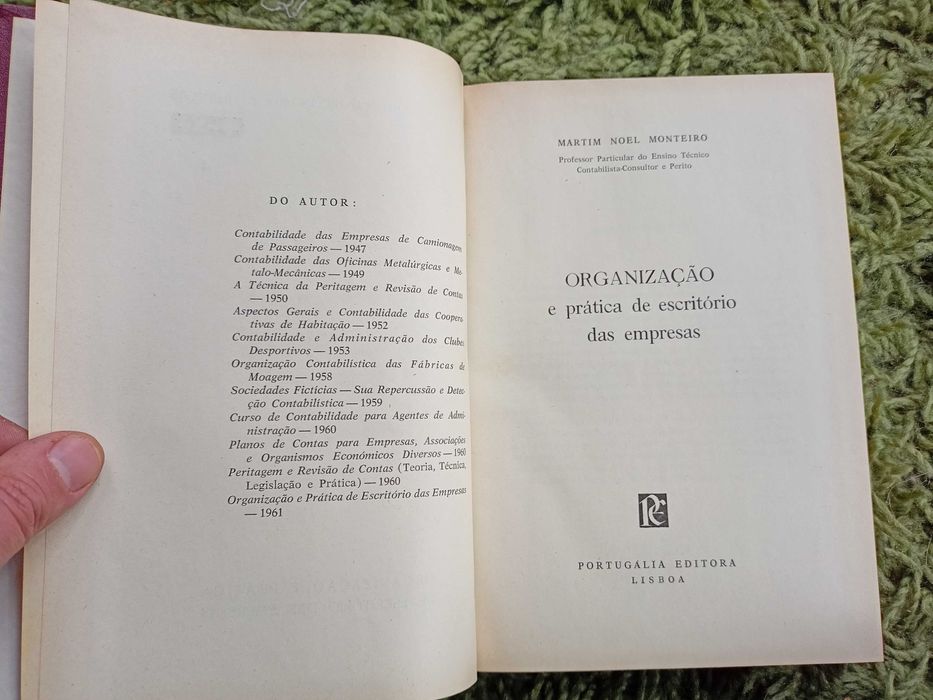 DO AUTOR:
Contabilidade das Empresas de Camionagem
de Passageiros — 1947
Contabilidade das Oficinas Metalúrgicas e Me-
talo-Mecânicas — 1949
A Técnica da Peritagem e Revisão de Contas
— 1950
Aspectos Gerais e Contabilidade das Coopera-
tivas de Habitação — 1952
Contabilidade e Administração dos Clubes
Desportivos — 1953
Organização Contabilística das Fábricas de
Moagem — 1958
Sociedades Fictícias — Sua Repercussão e Detec-
ção Contabilística — 1959
Curso de Contabilidade para Agentes de Admi-
nistração — 1960
Planos de Contas para Empresas, Associações
e Organismos Económicos Diversos — 1960
Peritagem e Revisão de Contas (Teoria, Técnica,
Legislação e Prática) — 1960
Organização e Prática de Escritório das Empresas
— 1961
MARTIM NOEL MONTEIRO
Professor Particular do Ensino Técnico
Contabilista-Consultor e Perito
ORGANIZAÇÃO
e prática de escritório
das empresas
PORTUGÁLIA EDITORA
LISBOA